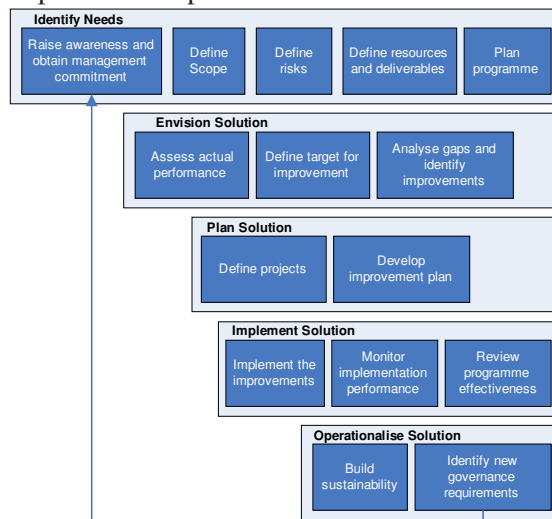 Identify Needs
Raise awareness and
obtain management
commitment
Define
Scope
Define
risks
Define resources
and deliverables
Plan
programme
Envision Solution
Assess actual
performance
Define target for
improvement
Analyse gaps and
identify
improvements
Plan Solution
Define projects
Develop
improvement plan
Implement Solution
Implement the
improvements
Monitor
implementation
performance
Review
programme
effectiveness
Operationalise Solution
Build
sustainability
Identify new
governance
requirements